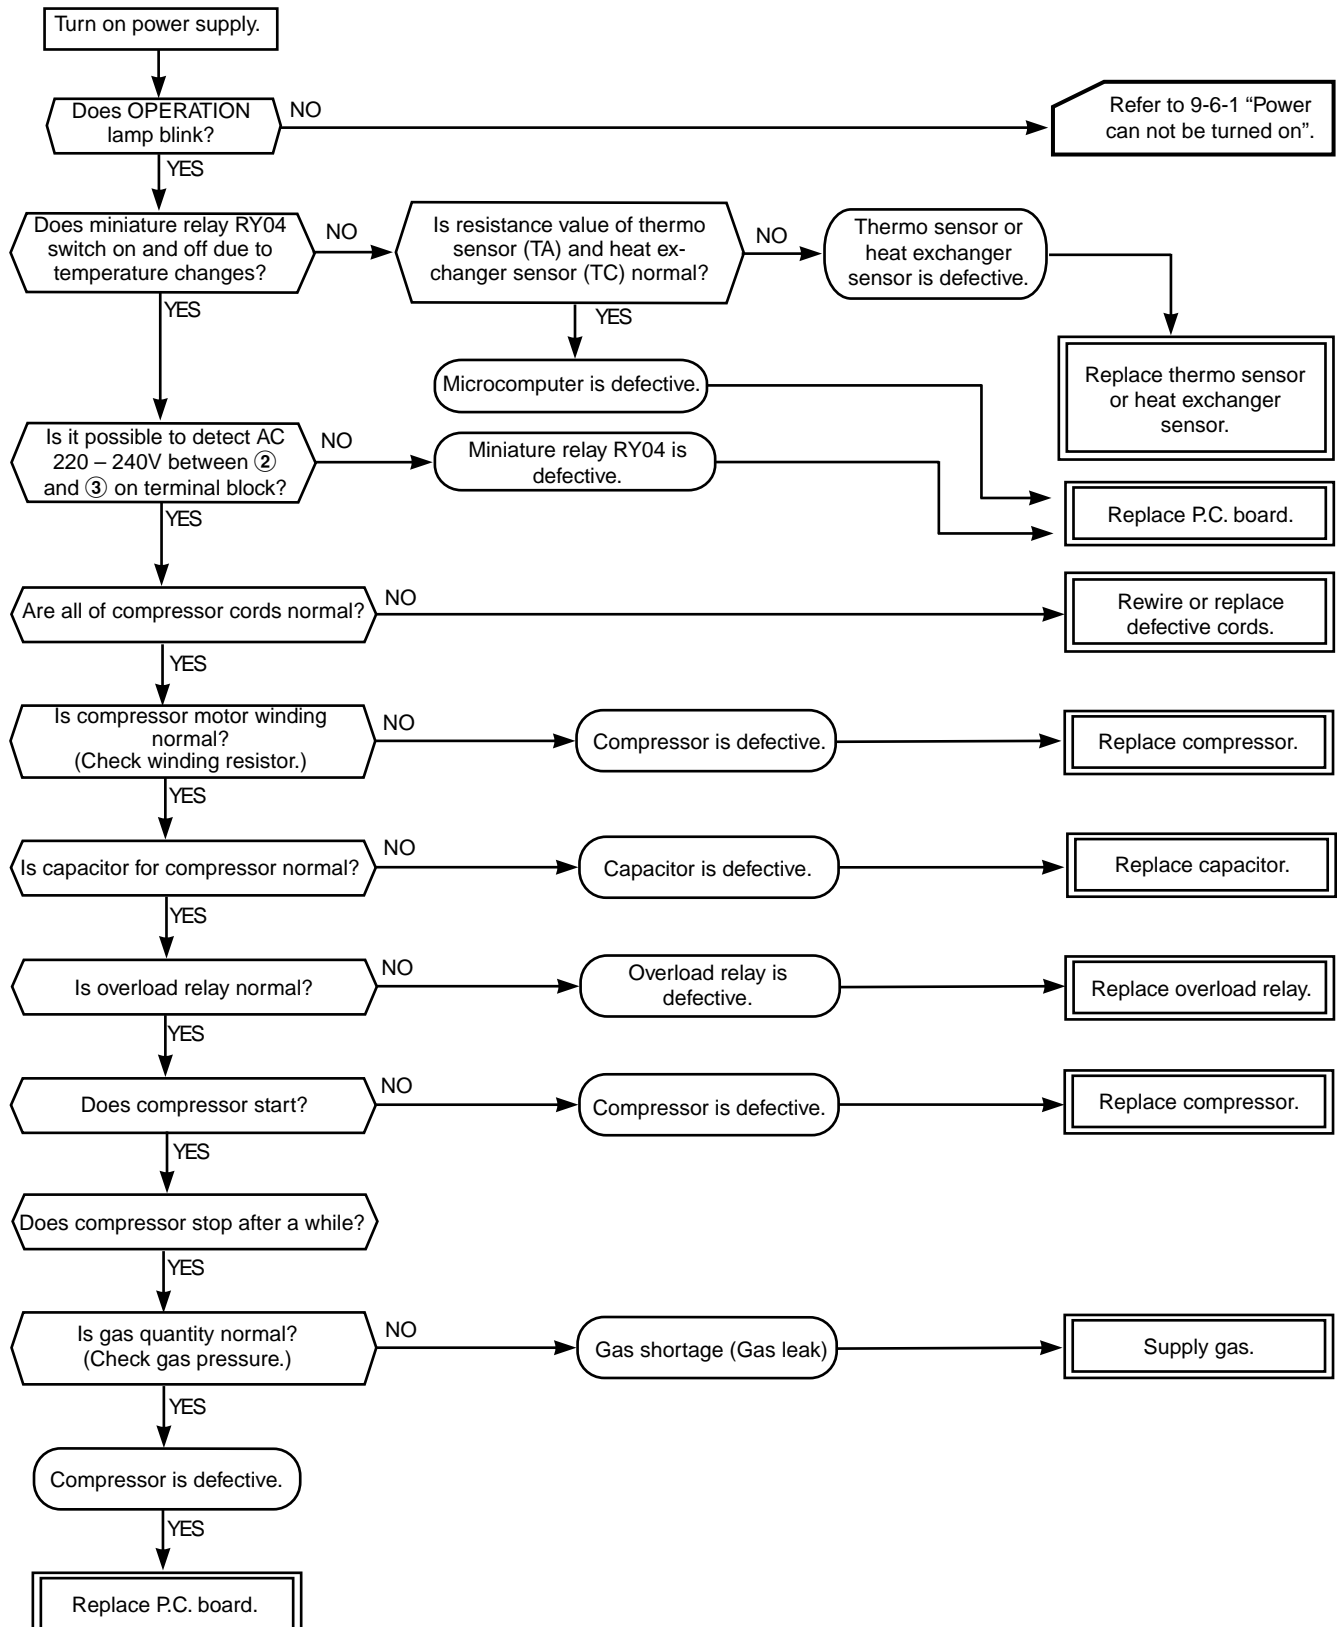 Turn on power supply.
Does OPERATION
lamp blink?
NO
Refer to 9-6-1 “Power
can not be turned on”.
YES
Does miniature relay RY04
switch on and off due to
temperature changes?
NO
Is resistance value of thermo
sensor (TA) and heat ex-
changer sensor (TC) normal?
NO
Thermo sensor or
heat exchanger
sensor is defective.
YES
YES
Microcomputer is defective.
Replace thermo sensor
or heat exchanger
sensor.
Is it possible to detect AC
220 – 240V between ②
and ③ on terminal block?
NO
Miniature relay RY04 is
defective.
Replace P.C. board.
YES
Are all of compressor cords normal?
NO
Rewire or replace
defective cords.
YES
Is compressor motor winding
normal?
(Check winding resistor.)
NO
Compressor is defective.
Replace compressor.
YES
Is capacitor for compressor normal?
NO
Capacitor is defective.
Replace capacitor.
YES
Is overload relay normal?
NO
Overload relay is
defective.
Replace overload relay.
YES
Does compressor start?
NO
Compressor is defective.
Replace compressor.
YES
Does compressor stop after a while?
YES
Is gas quantity normal?
(Check gas pressure.)
NO
Gas shortage (Gas leak)
Supply gas.
YES
Compressor is defective.
YES
Replace P.C. board.